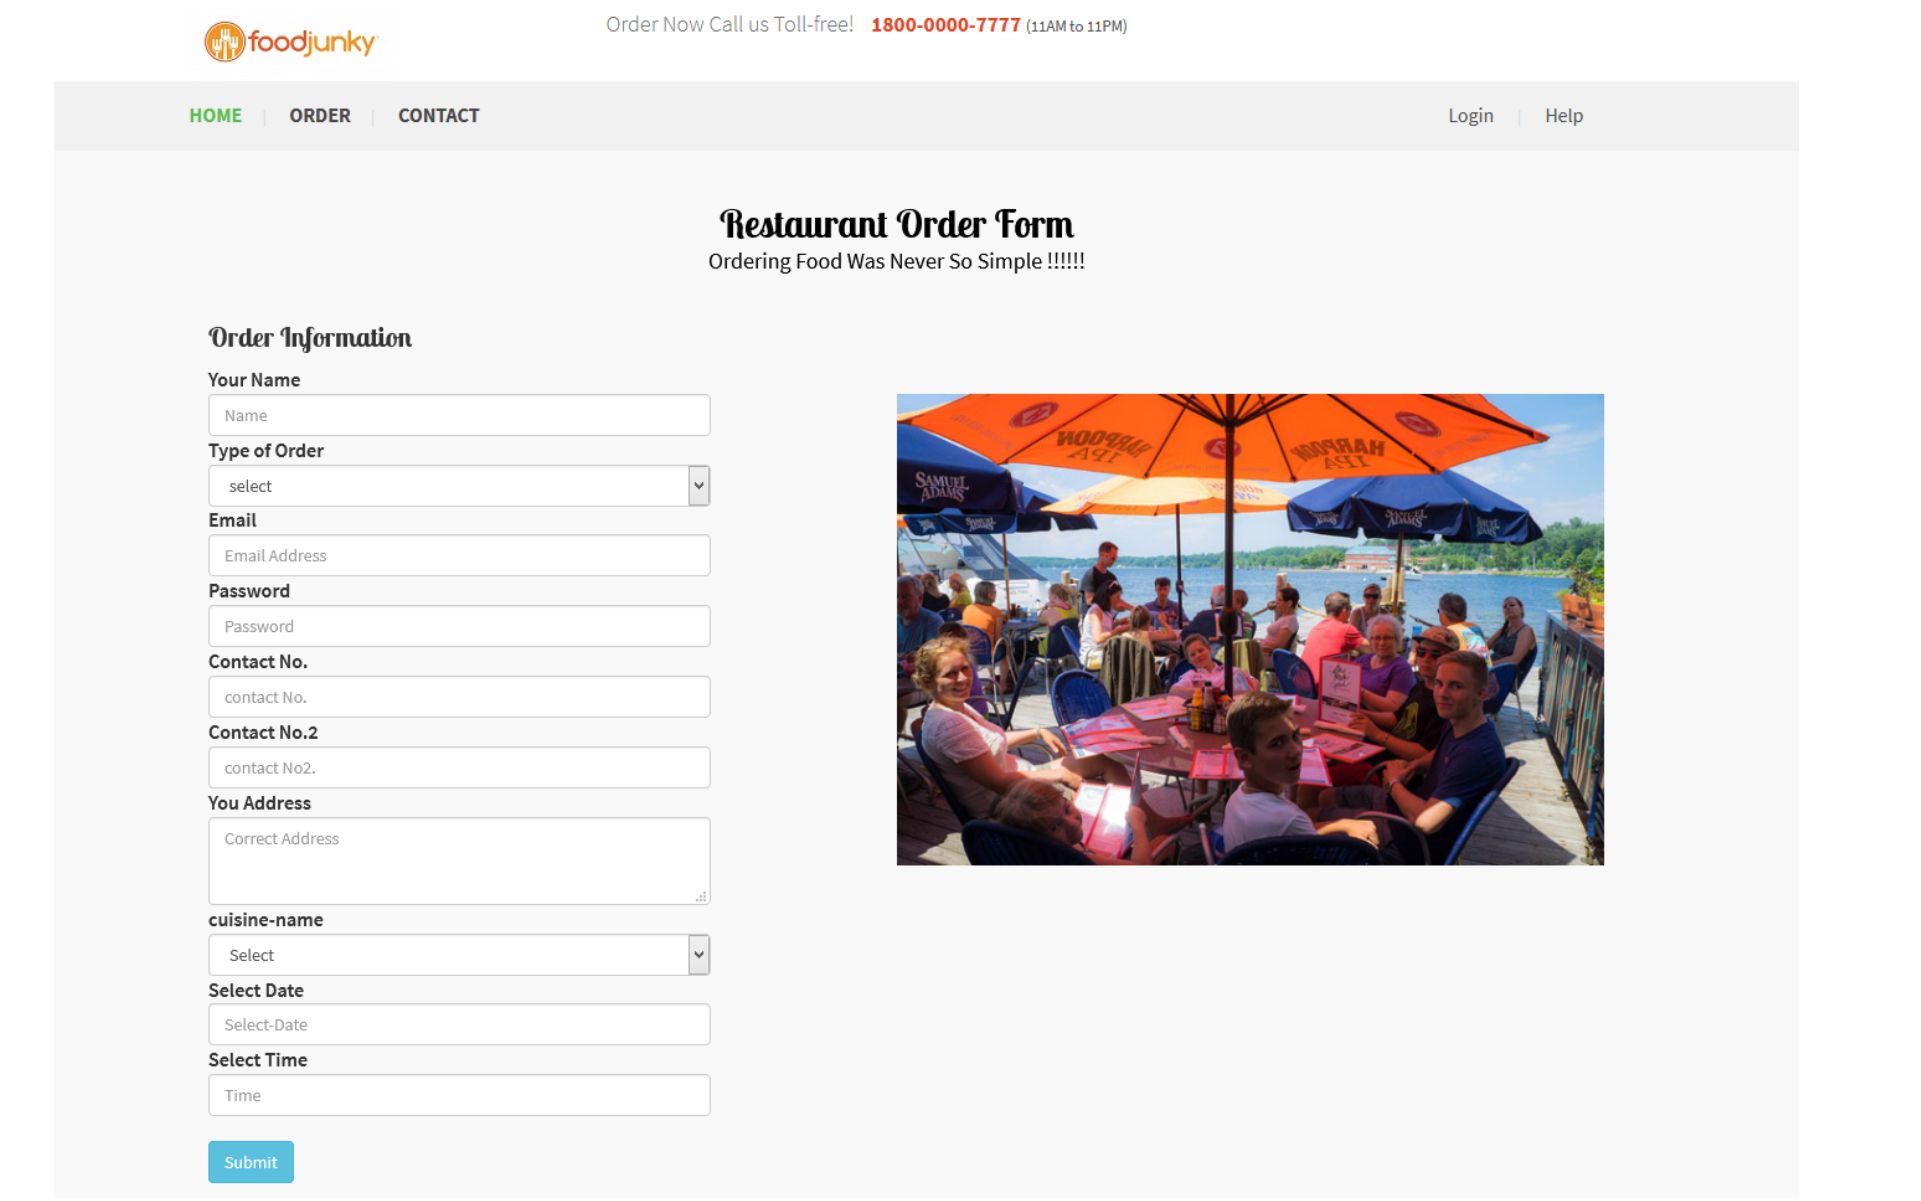 foodjunky
Order Now Call us Toll-free! 1800-0000-7777 (11AM to 11PM)
HOME | ORDER | CONTACT
Login | Help
Restaurant Order Form
Ordering Food Was Never So Simple !!!!!!
Order Information
Your Name
Name
Type of Order
select
Email
Email Address
Password
Password
Contact No.
contact No.
Contact No.2
contact No2.
You Address
Correct Address
cuisine-name
Select
Select Date
Select-Date
Select Time
Time
Submit
HARPOON
IPA
HARPOON
IPA
SAMUEL
ADAMS
SAMUEL
ADAMS
SAMUEL
ADAMS